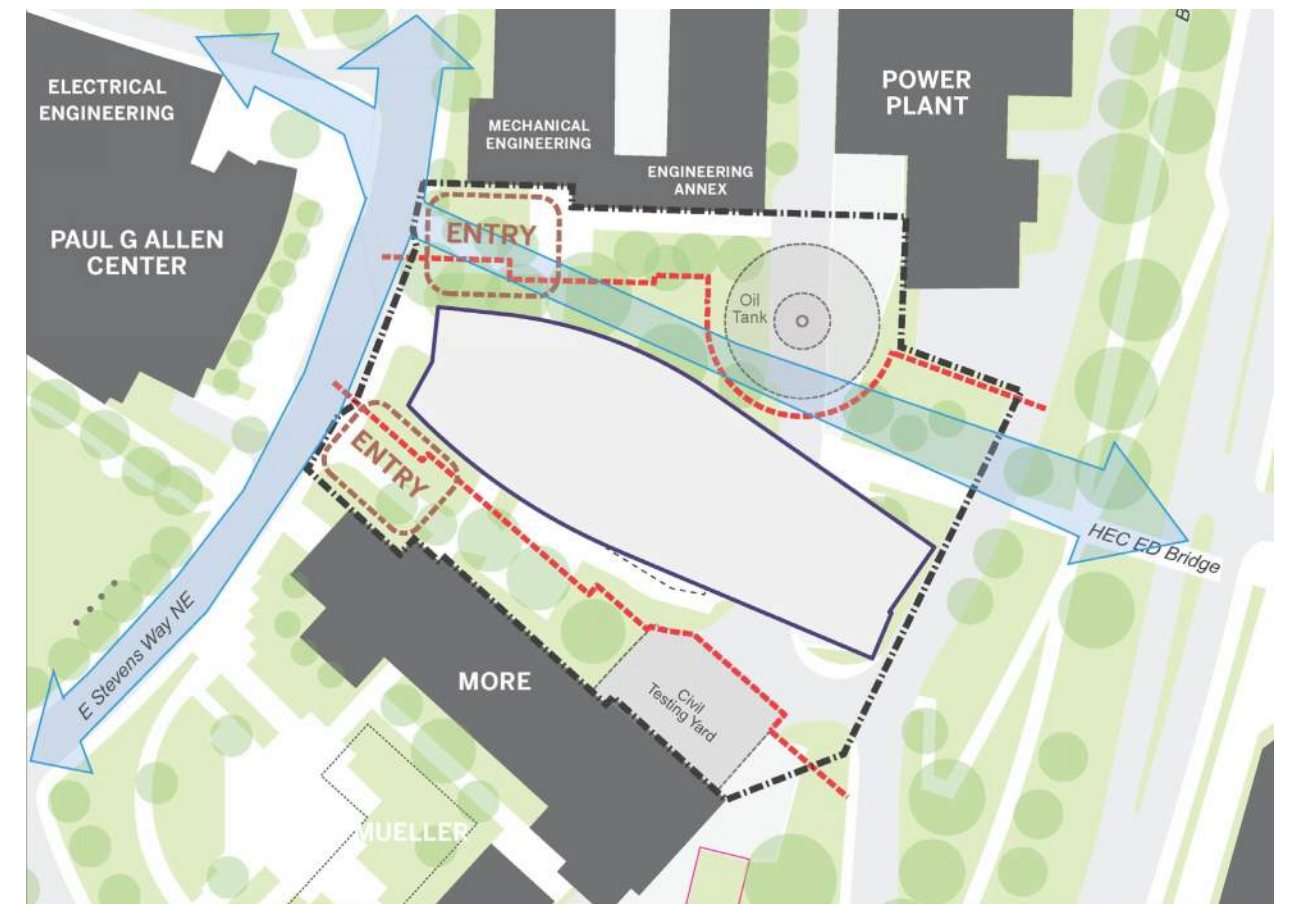 ELECTRICAL
ENGINEERING
POWER
PLANT
MECHANICAL
ENGINEERING
ENGINEERING
ANNEX
PAUL G ALLEN
CENTER
ENTRY
Oil
Tank
ENTRY
HEC ED Bridge
E Stevens Way NE
MORE
Civil
Testing Yard
MUELLER
B